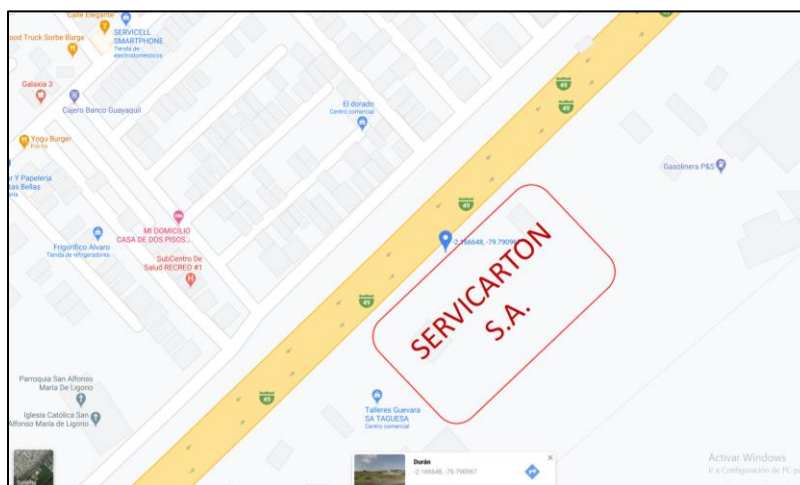 Calle Elegante
ood Truck Sorbe Burge
SERVICELL
SMARTPHONE
Tienda de
electrodomésticos
Galaxia 3
Cajero Banco Guayaquil
El dorado
Centro comercial
49
49
Yogu Burger
49
Gasolinera P&S
ar Y Papelería
tas Bellas
MI DOMICILIO
CASA DE DOS PISOS...
Frigorífico Alvaro
Tienda de refrigeradores
SubCentro De
Salud RECREO #1
-2.166648, -79.79096
49
SERVICARTON
S.A.
Parroquia San Alfonso
María De Ligorio
Iglesia Católica San
Alfonso María de Ligorio
49
Talleres Guevara
SA TAGUESA
Centro comercial
Durán
-2.166648, -79.790967
Activar Windows
Ir a Configuración de PC pa